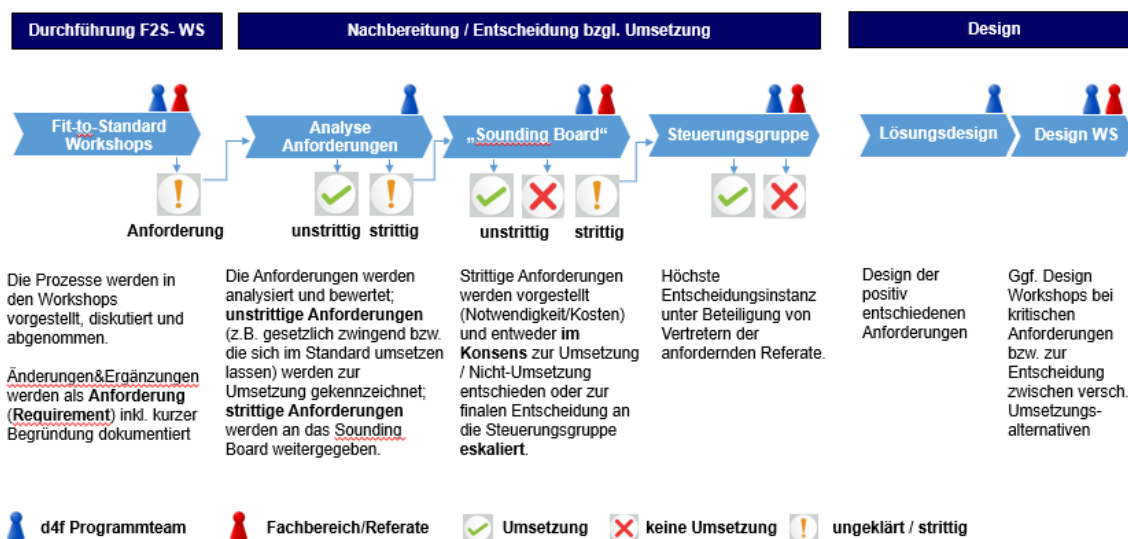 Durchführung F2S- WS
Nachbereitung / Entscheidung bzgl. Umsetzung
Design
Fit-to-Standard
Workshops
Analyse
Anforderungen
„Sounding Board“
Steuerungsgruppe
Lösungsdesign
Design WS
Anforderung
unstrittig strittig
unstrittig
strittig
Die Prozesse werden in
den Workshops
vorgestellt, diskutiert und
abgenommen.
Änderungen&Ergänzungen
werden als Anforderung
(Requirement) inkl. kurzer
Begründung dokumentiert
Die Anforderungen werden
analysiert und bewertet;
unstrittige Anforderungen
(z.B. gesetzlich zwingend bzw.
die sich im Standard umsetzen
lassen) werden zur
Umsetzung gekennzeichnet;
strittige Anforderungen
werden an das Sounding
Board weitergegeben.
Strittige Anforderungen
werden vorgestellt
(Notwendigkeit/Kosten)
und entweder im
Konsens zur Umsetzung
/ Nicht-Umsetzung
entschieden oder zur
finalen Entscheidung an
die Steuerungsgruppe
eskaliert.
Höchste
Entscheidungsinstanz
unter Beteiligung von
Vertretern der
anfordernden Referate.
Design der
positiv
entschiedenen
Anforderungen
Ggf. Design
Workshops bei
kritischen
Anforderungen
bzw. zur
Entscheidung
zwischen versch.
Umsetzungs-
alternativen
d4f Programmteam
Fachbereich/Referate
Umsetzung
keine Umsetzung
ungeklärt / strittig